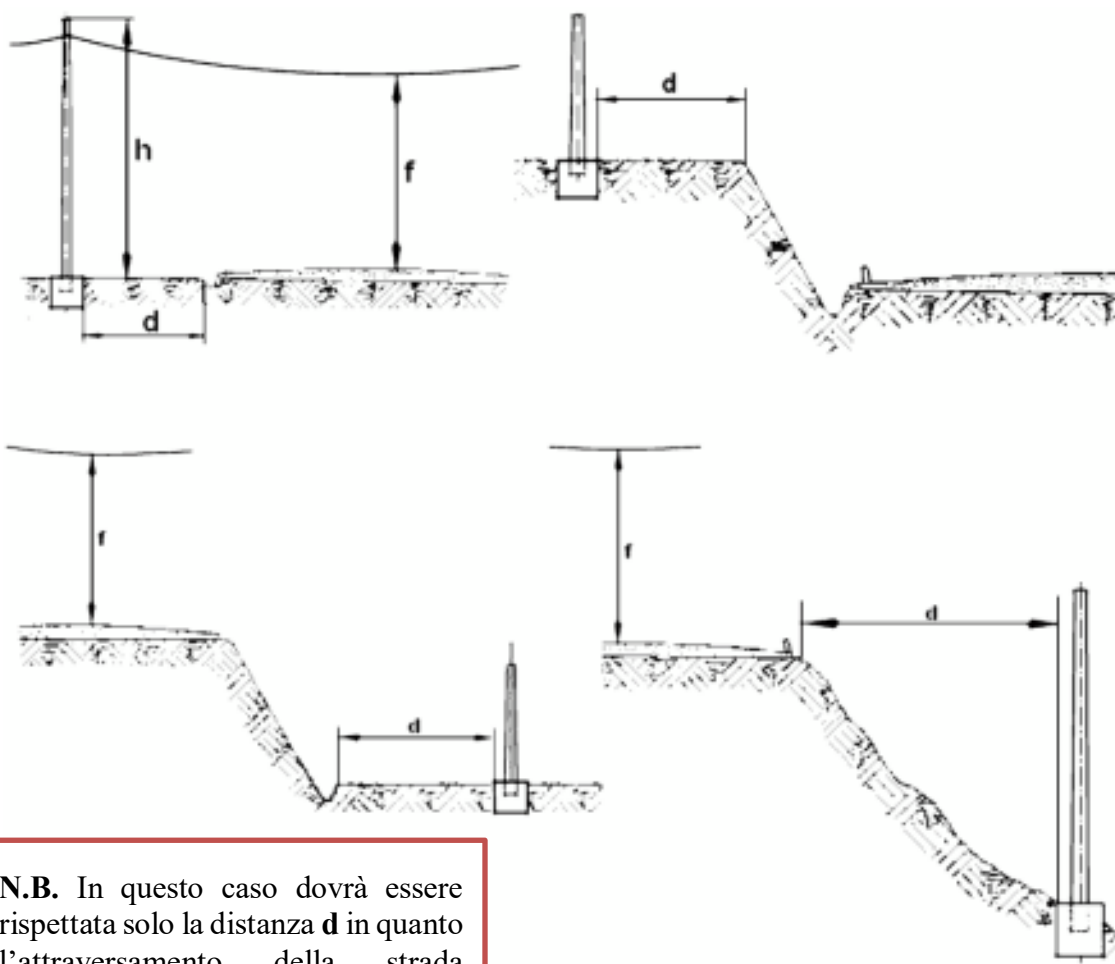 h
f
d
d
f
d
f
d
N.B. In questo caso dovrà essere
rispettata solo la distanza d in quanto
l'attraversamento della strada